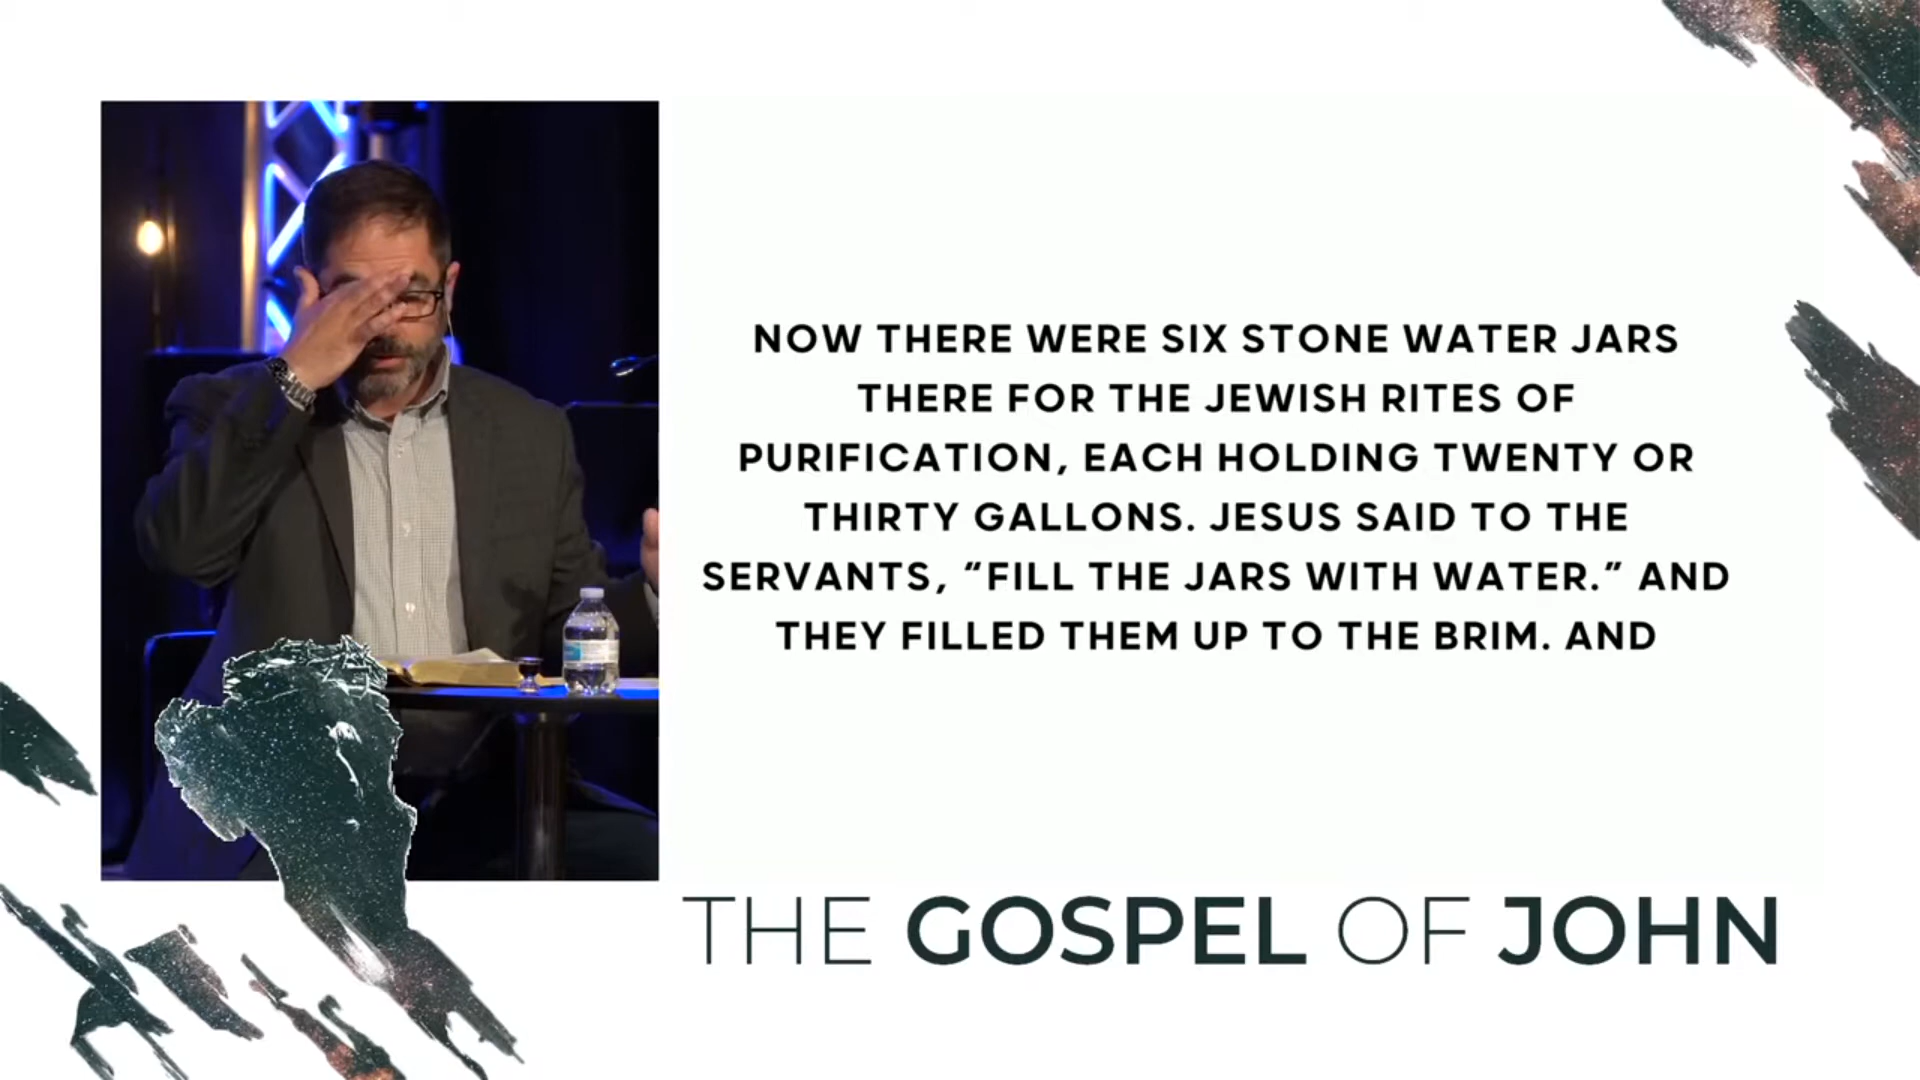 NOW THERE WERE SIX STONE WATER JARS
THERE FOR THE JEWISH RITES OF
PURIFICATION, EACH HOLDING TWENTY OR
THIRTY GALLONS. JESUS SAID TO THE
SERVANTS, “FILL THE JARS WITH WATER.” AND
THEY FILLED THEM UP TO THE BRIM. AND
THE GOSPEL OF JOHN